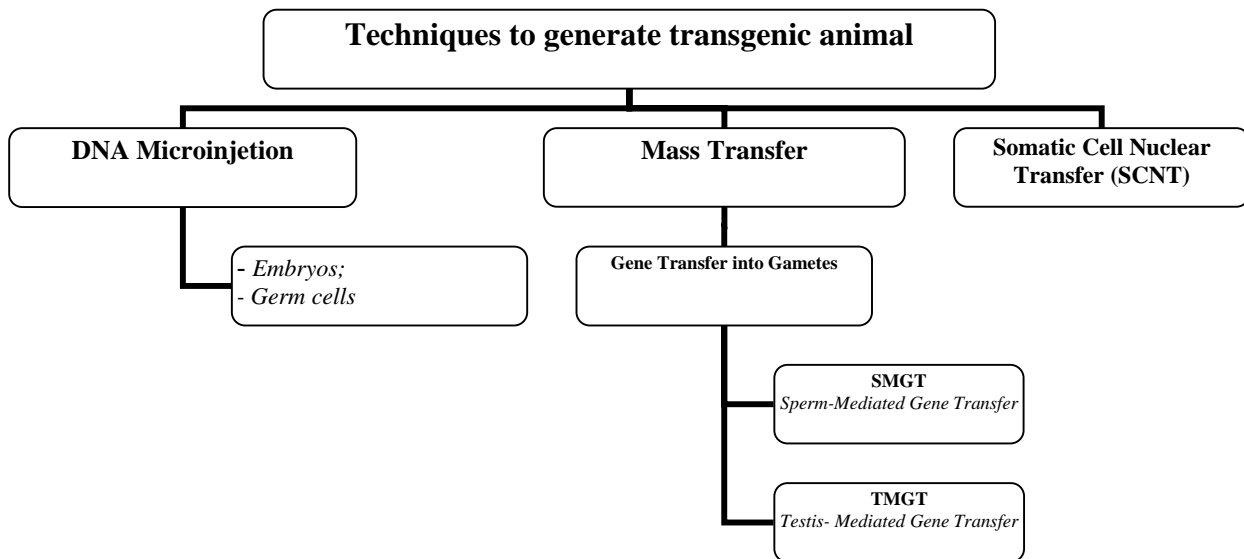 Techniques to generate transgenic animal
DNA Microinjetion
Mass Transfer
Somatic Cell Nuclear
Transfer (SCNT)
- Embryos;
- Germ cells
Gene Transfer into Gametes
SMGT
Sperm-Mediated Gene Transfer
TMGT
Testis- Mediated Gene Transfer